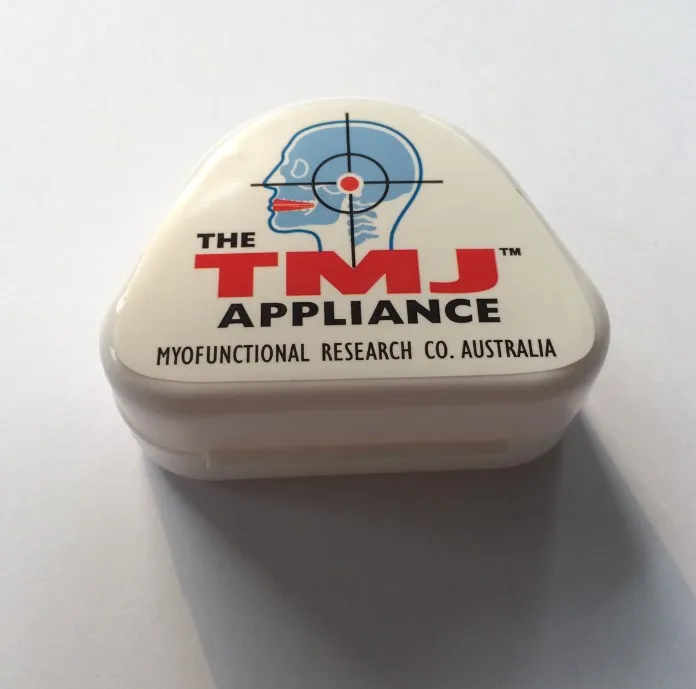 THE
TMJ™
APPLIANCE
MYOFUNCTIONAL RESEARCH CO. AUSTRALIA